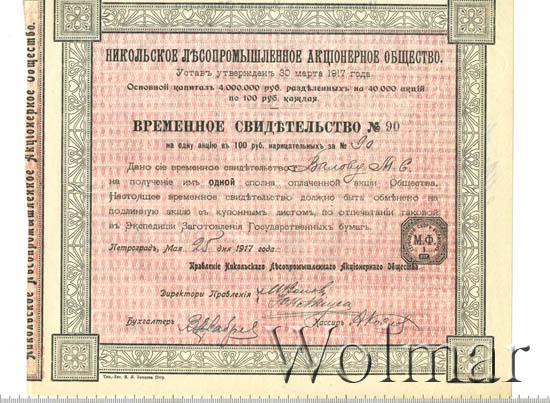 Никольское Лѣсопромышленное Акціонерное Общество.
НИКОЛЬСКОЕ ЛѢСОПРОМЫШЛЕННОЕ АКЦІОНЕРНОЕ ОБЩЕСТВО.
Уставъ утвержденъ 30 марта 1917 года.
Основной капиталъ 4.000.000 руб. раздѣленныхъ на 40.000 акцій
по 100 руб. каждая.
ВРЕМЕННОЕ СВИДѢТЕЛЬСТВО № 90
на одну акцію въ 100 руб. нарицательныхъ за № 90
Дано сіе временное свидѣтельство Валову М. С.
на полученіе имъ одной сполна оплаченной акціи Общества.
Настоящее временное свидѣтельство должно быть обмѣнено на
подлинную акцію съ купоннымъ листомъ, по отпечатаніи таковой
въ Экспедиціи Заготовленія Государственныхъ бумагъ.
Петроградъ, Мая 25 дня 1917 года.
М.Ф.
1
Правленіе Никольскаго Лѣсопромышленнаго Акціонернаго Общества
Директоры Правленія
Бухгалтеръ
Кассиръ
Wolmar